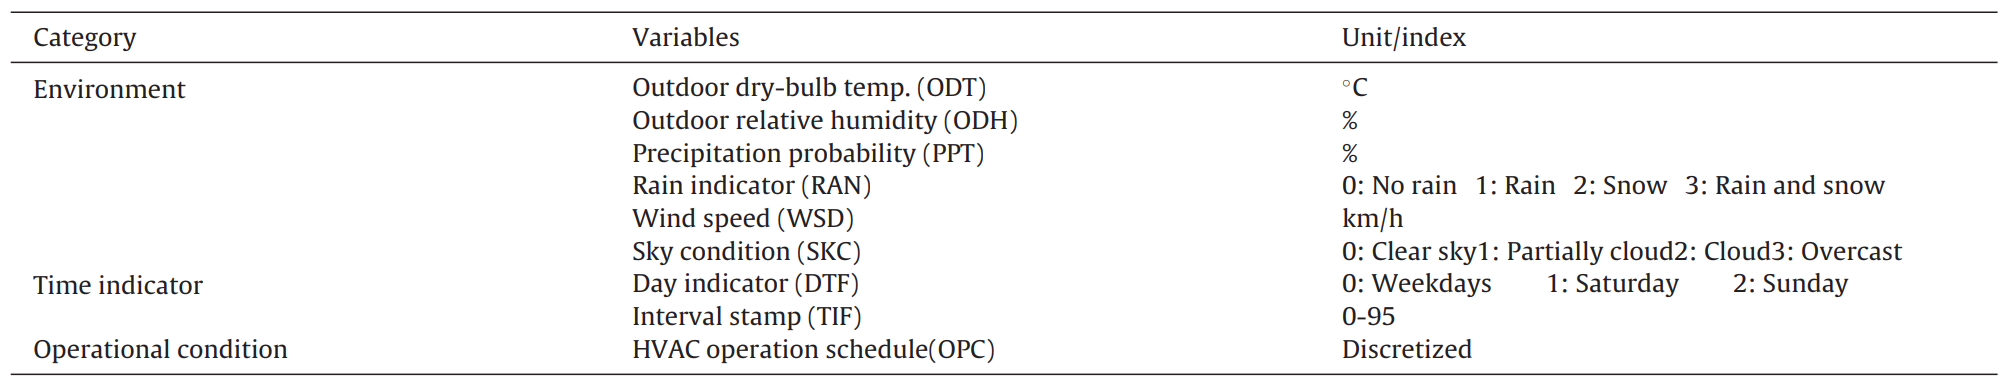 Category Variables Unit/index
Environment Outdoor dry-bulb temp. (ODT) °C
Outdoor relative humidity (ODH) %
Precipitation probability (PPT) %
Rain indicator (RAN) 0: No rain 1: Rain 2: Snow 3: Rain and snow
Wind speed (WSD) km/h
Sky condition (SKC) 0: Clear sky1: Partially cloud2: Cloud3: Overcast
Time indicator Day indicator (DTF) 0: Weekdays 1: Saturday 2: Sunday
Interval stamp (TIF) 0-95
Operational condition HVAC operation schedule(OPC) Discretized